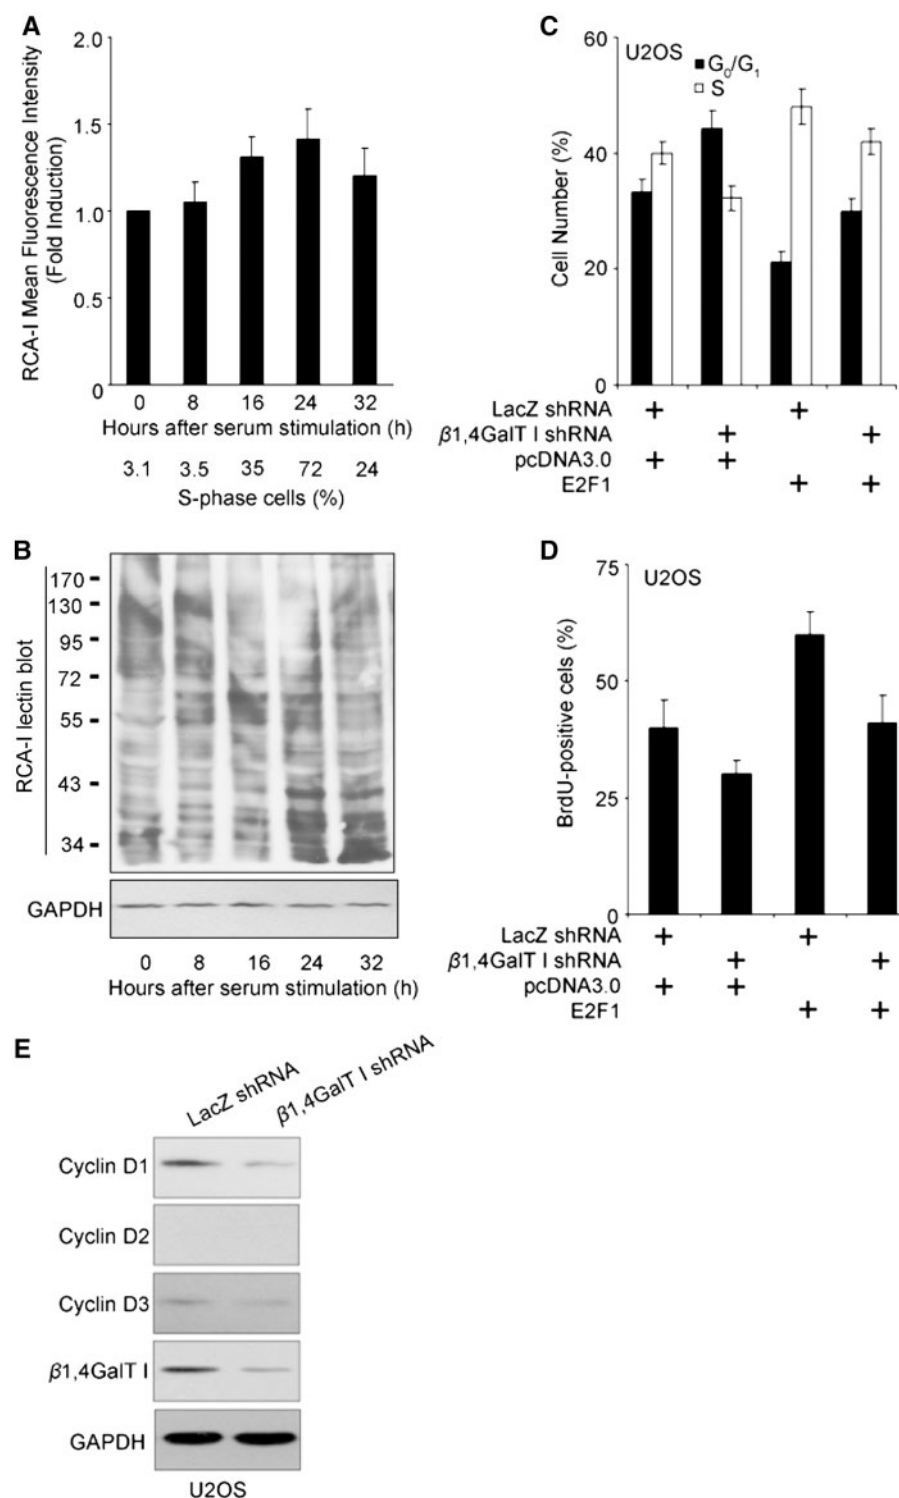 A
RCA-I Mean Fluorescence Intensity
(Fold Induction)
2.0
1.5
1.0
0.5
0
0 8 16 24 32
Hours after serum stimulation (h)
3.1 3.5 35 72 24
S-phase cells (%)
B
RCA-I lectin blot
170
130
95
72
55
43
34
GAPDH
0 8 16 24 32
Hours after serum stimulation (h)
C
Cell Number (%)
60
40
20
0
U2OS
G0/G1
S
LacZ shRNA + +
β1,4GalT I shRNA + +
pcDNA3.0 + +
E2F1 + +
D
BrdU-positive cels (%)
75
50
25
0
U2OS
LacZ shRNA + +
β1,4GalT I shRNA + +
pcDNA3.0 + +
E2F1 + +
E
LacZ shRNA
β1,4GalT I shRNA
Cyclin D1
Cyclin D2
Cyclin D3
β1,4GalT I
GAPDH
U2OS